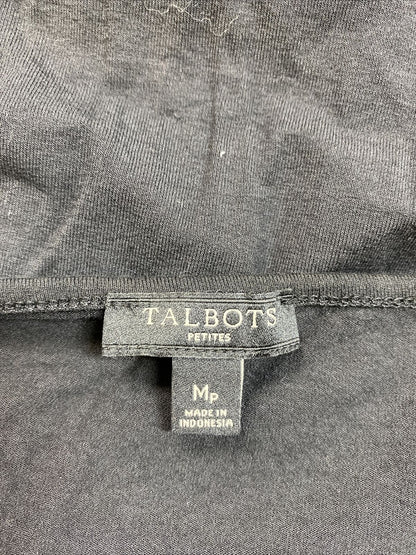 TALBOTS
PETITES
MP
MADE IN
INDONESIA